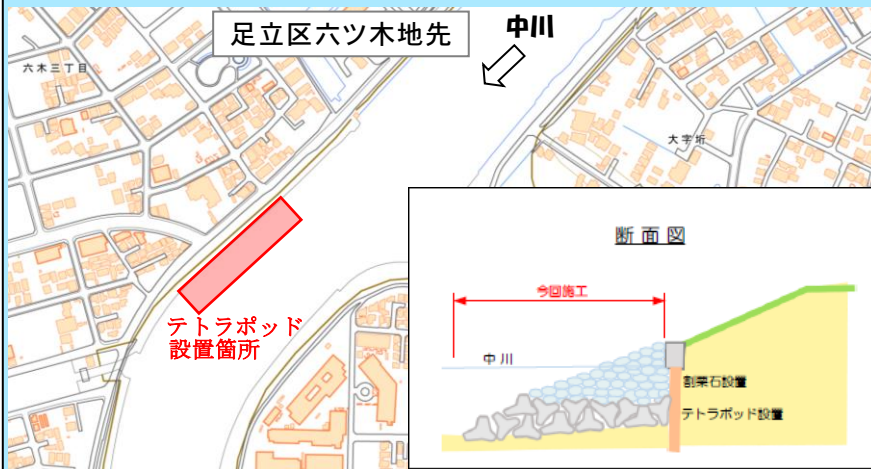 足立区六ツ木地先
中川
六木三丁目
大字垳
テトラポッド
設置箇所
断面図
今回施工
中川
割栗石設置
テトラポッド設置